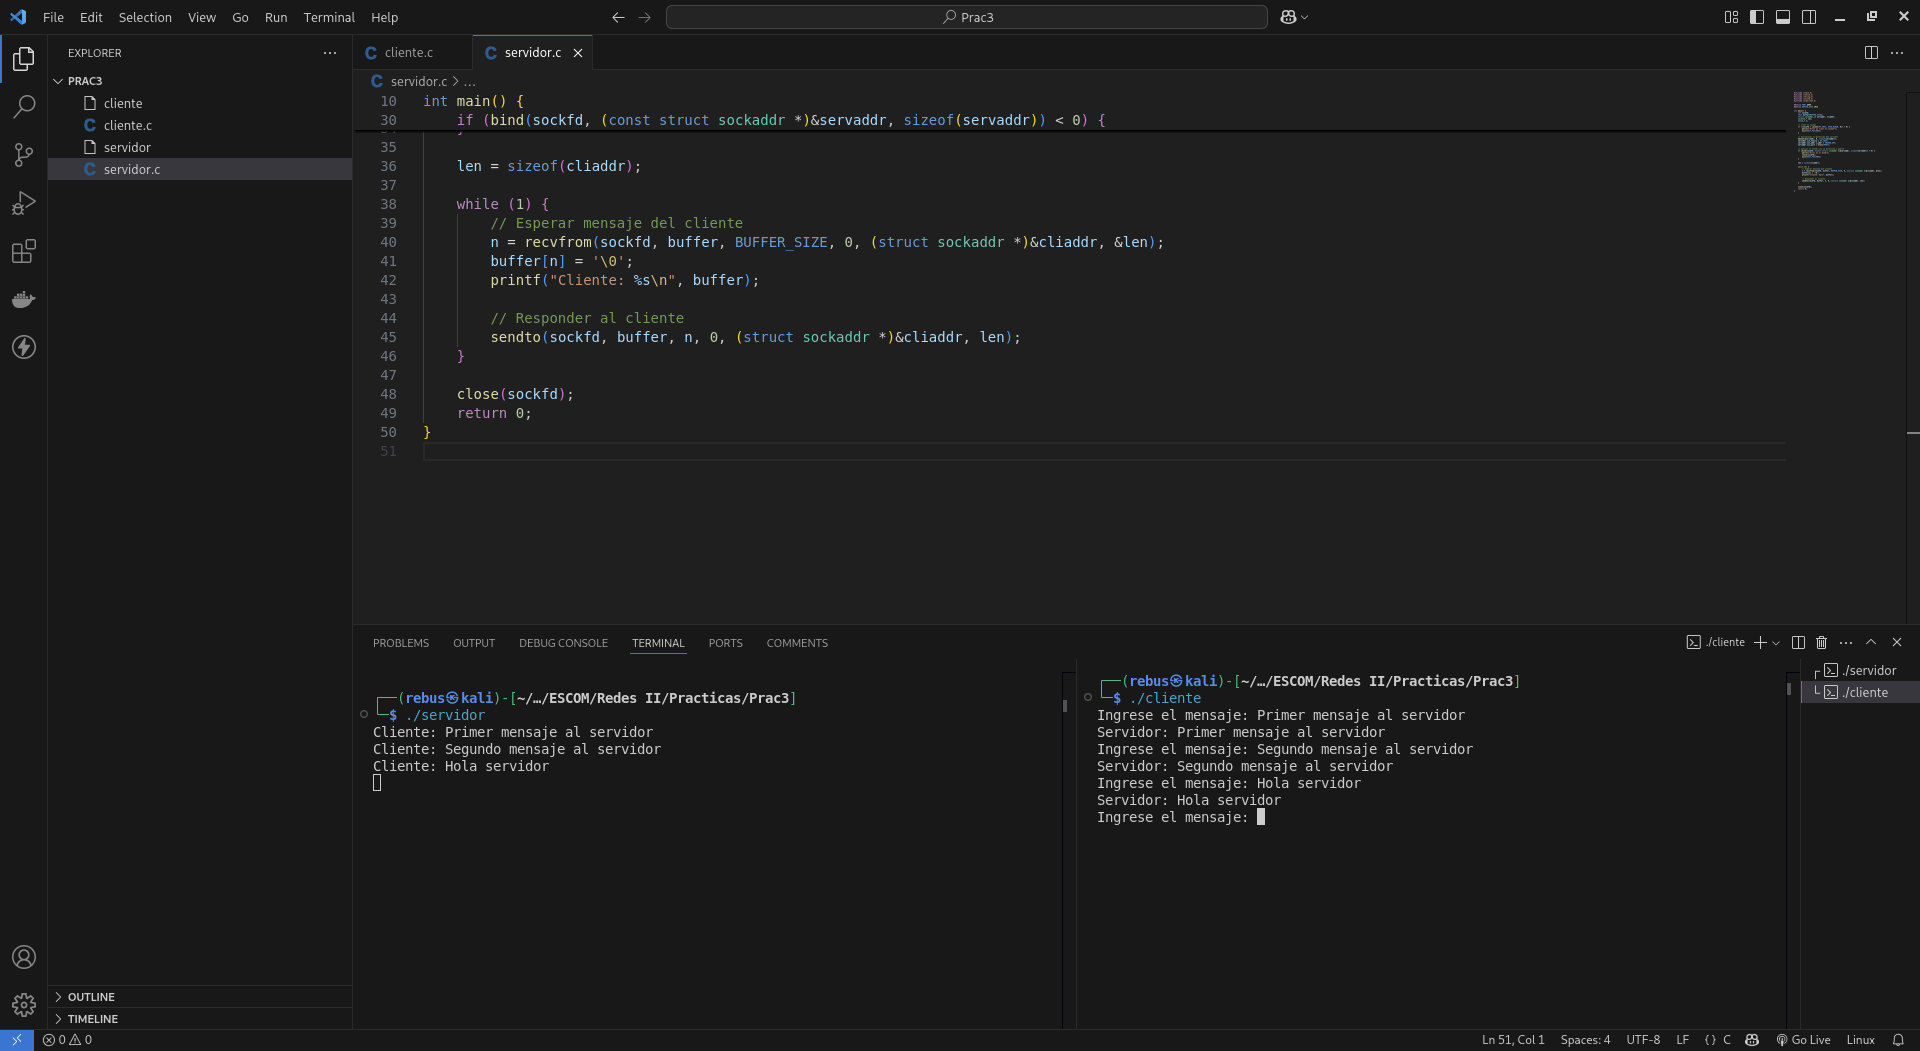 File Edit Selection View Go Run Terminal Help
Prac3
EXPLORER
PRAC3
cliente
cliente.c
servidor
servidor.c
OUTLINE
TIMELINE
cliente.c
servidor.c
servidor.c > ...
10 int main() {
30 if (bind(sockfd, (const struct sockaddr *)&servaddr, sizeof(servaddr)) < 0) {
35
36 len = sizeof(cliaddr);
37
38 while (1) {
39 // Esperar mensaje del cliente
40 n = recvfrom(sockfd, buffer, BUFFER_SIZE, 0, (struct sockaddr *)&cliaddr, &len);
41 buffer[n] = '\0';
42 printf("Cliente: %s\n", buffer);
43
44 // Responder al cliente
45 sendto(sockfd, buffer, n, 0, (struct sockaddr *)&cliaddr, len);
46 }
47
48 close(sockfd);
49 return 0;
50 }
51
PROBLEMS OUTPUT DEBUG CONSOLE TERMINAL PORTS COMMENTS
./cliente
┌──(rebus㉿kali)-[~/…/ESCOM/Redes II/Practicas/Prac3]
└─$ ./servidor
Cliente: Primer mensaje al servidor
Cliente: Segundo mensaje al servidor
Cliente: Hola servidor
┌──(rebus㉿kali)-[~/…/ESCOM/Redes II/Practicas/Prac3]
└─$ ./cliente
Ingrese el mensaje: Primer mensaje al servidor
Servidor: Primer mensaje al servidor
Ingrese el mensaje: Segundo mensaje al servidor
Servidor: Segundo mensaje al servidor
Ingrese el mensaje: Hola servidor
Servidor: Hola servidor
Ingrese el mensaje:
./servidor
./cliente
0 0
Ln 51, Col 1 Spaces: 4 UTF-8 LF {} C Go Live Linux